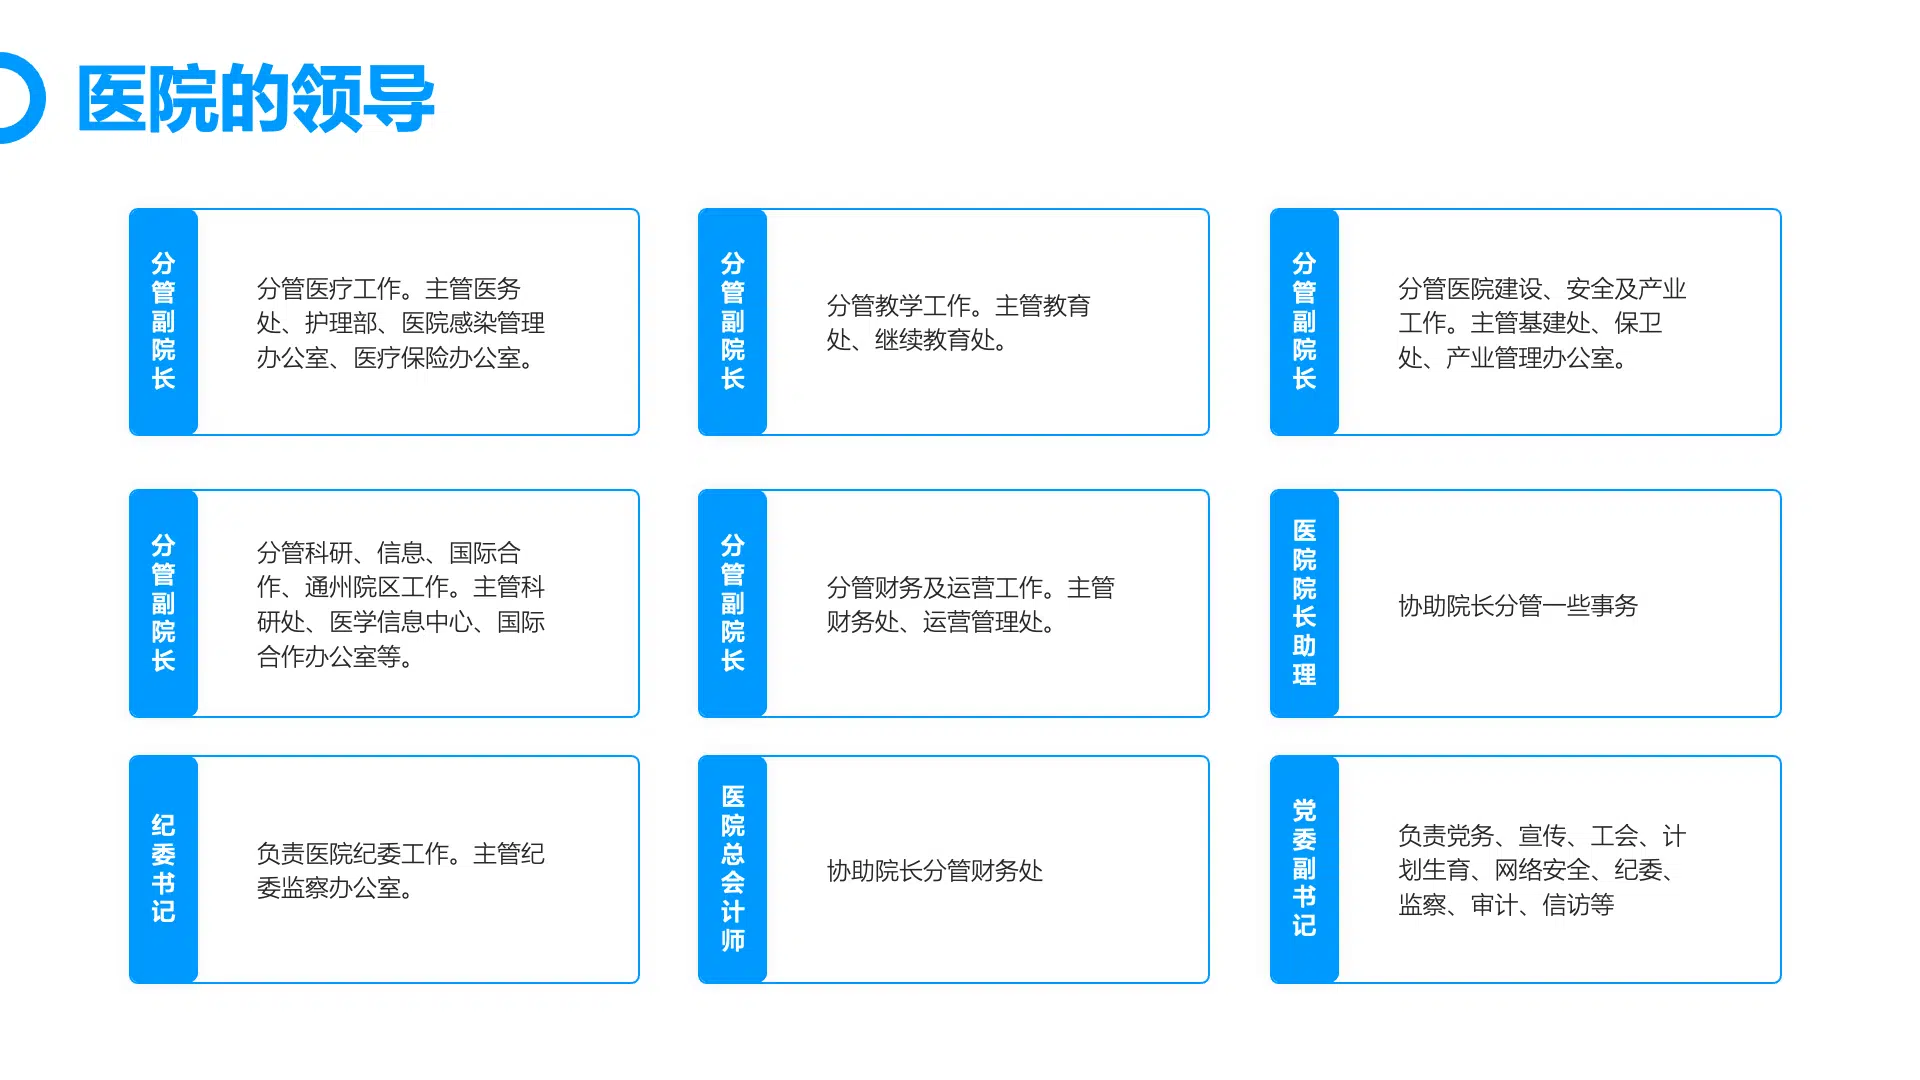 医院的领导
分管副院长
分管医疗工作。主管医务
处、护理部、医院感染管理
办公室、医疗保险办公室。
分管副院长
分管教学工作。主管教育
处、继续教育处。
分管副院长
分管医院建设、安全及产业
工作。主管基建处、保卫
处、产业管理办公室。
分管副院长
分管科研、信息、国际合
作、通州院区工作。主管科
研处、医学信息中心、国际
合作办公室等。
分管副院长
分管财务及运营工作。主管
财务处、运营管理处。
医院院长助理
协助院长分管一些事务
纪委书记
负责医院纪委工作。主管纪
委监察办公室。
医院总会计师
协助院长分管财务处
党委副书记
负责党务、宣传、工会、计
划生育、网络安全、纪委、
监察、审计、信访等